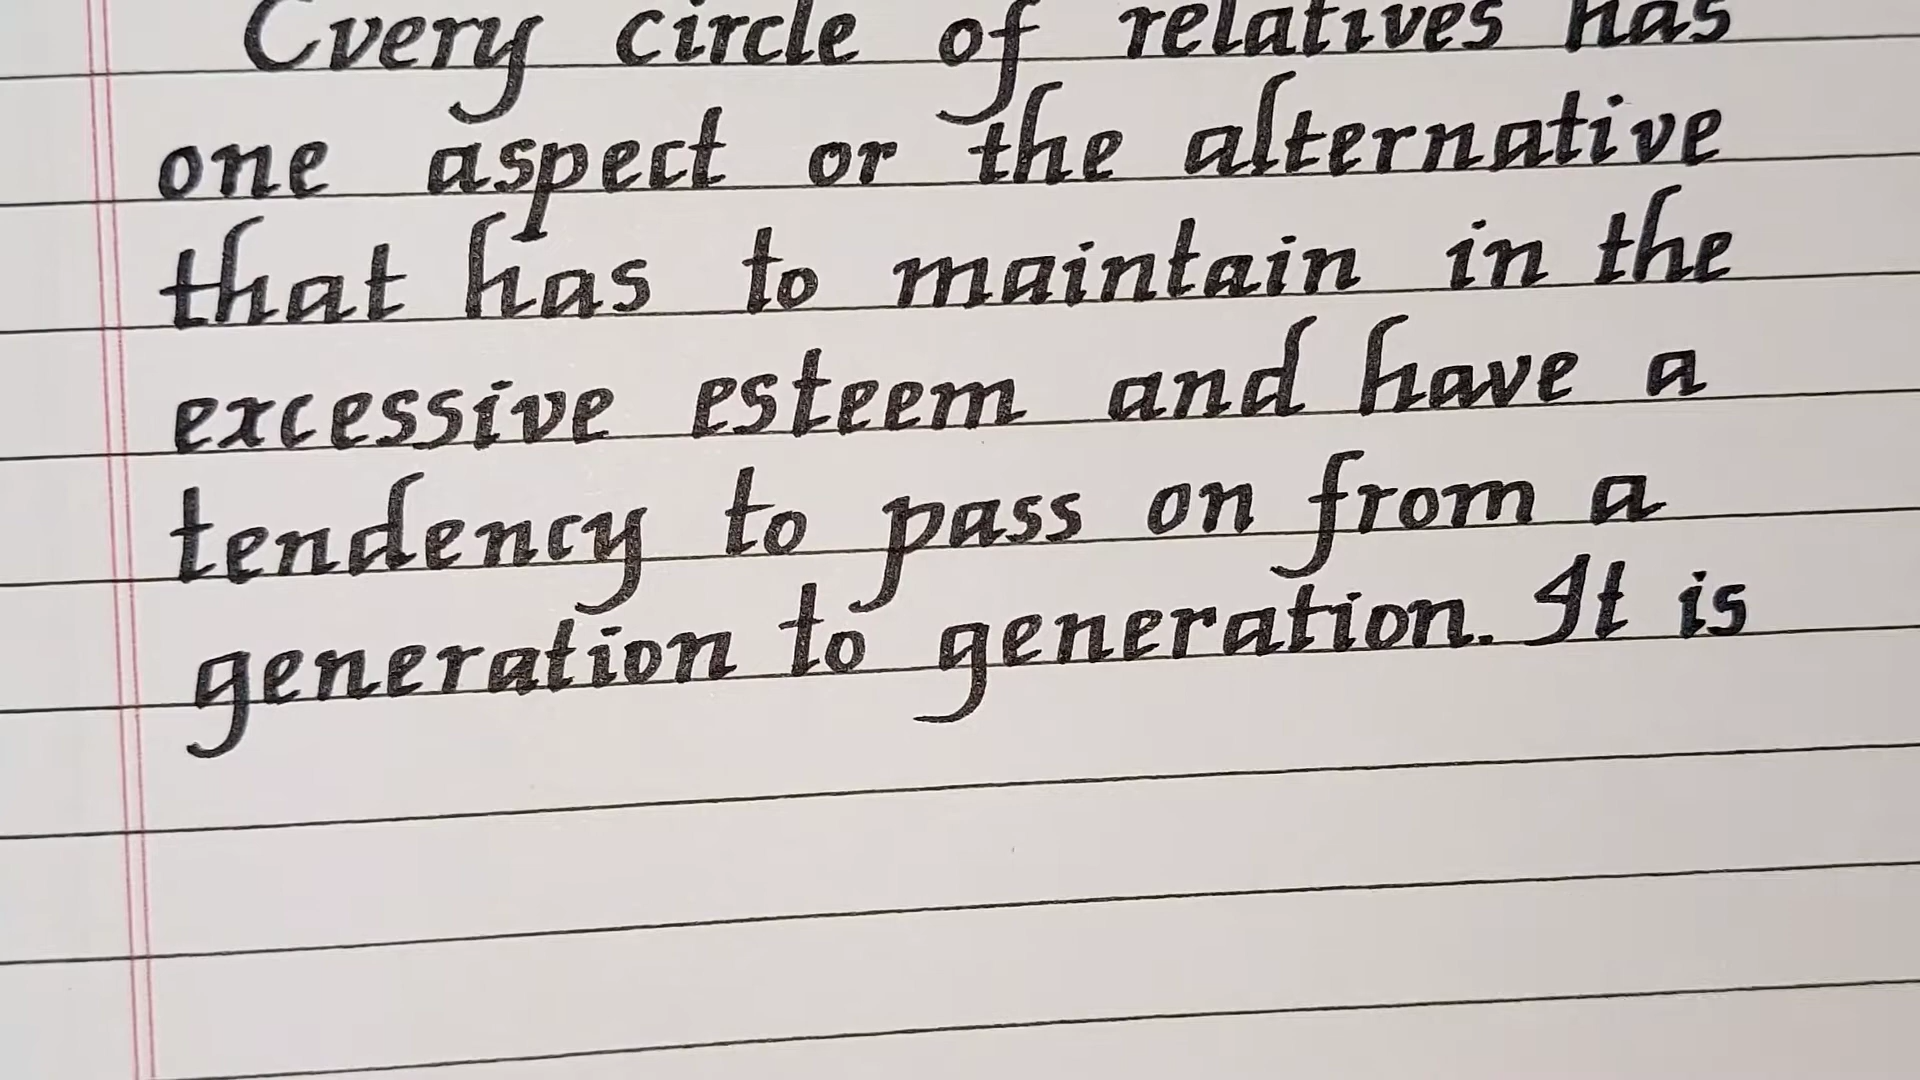 Every circle of relatives has
one aspect or the alternative
that has to maintain in the
excessive esteem and have a
tendency to pass on from a
generation to generation. It is